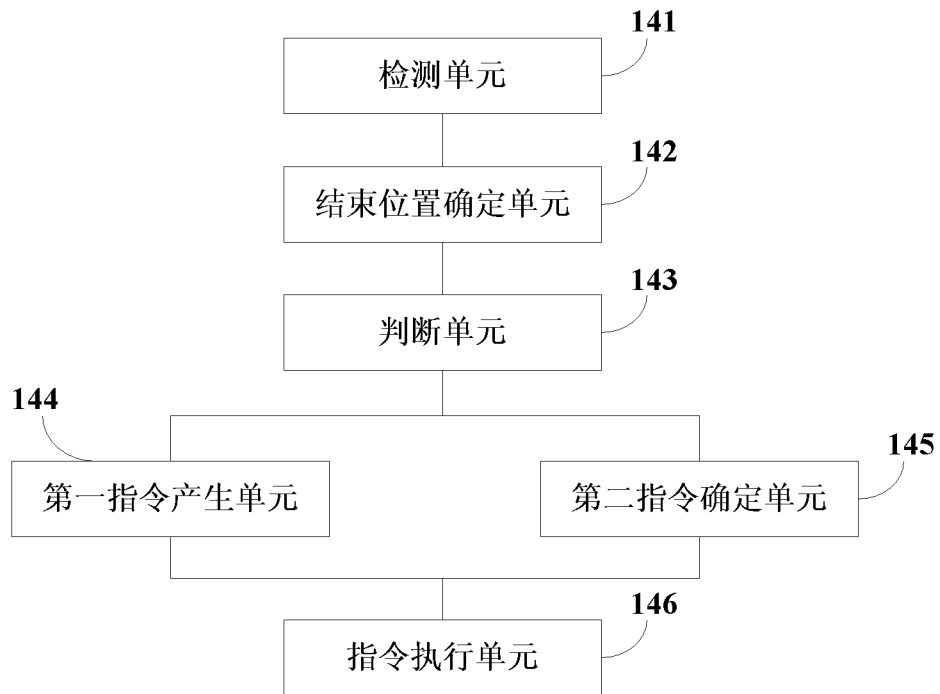 141
检测单元
142
结束位置确定单元
143
判断单元
144
第一指令产生单元
145
第二指令确定单元
146
指令执行单元